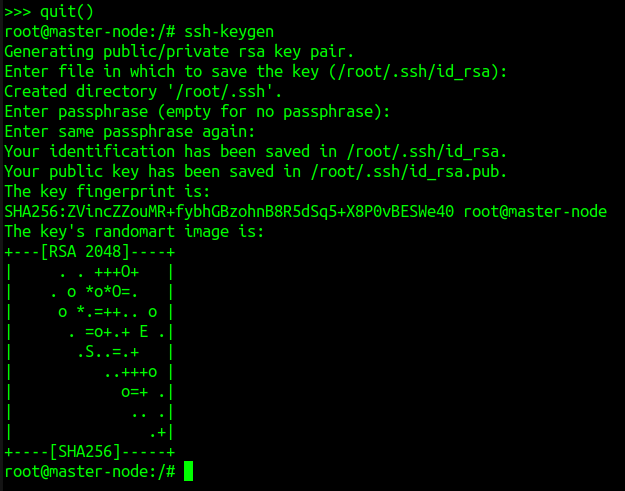 >>> quit()
root@master-node:/# ssh-keygen
Generating public/private rsa key pair.
Enter file in which to save the key (/root/.ssh/id_rsa):
Created directory '/root/.ssh'.
Enter passphrase (empty for no passphrase):
Enter same passphrase again:
Your identification has been saved in /root/.ssh/id_rsa.
Your public key has been saved in /root/.ssh/id_rsa.pub.
The key fingerprint is:
SHA256:ZVincZZouMR+fybhGBzohnB8R5dSq5+X8P0vBESWe40 root@master-node
The key's randomart image is:
+---[RSA 2048]----+
|     . . +++O+   |
|    . o *o*O=.   |
|     o *.=++.. o |
|      . =o+.+ E .|
|       .S..=.+   |
|          ..+++o |
|            o=+ .|
|             .. .|
|               .+|
+----[SHA256]-----+
root@master-node:/#